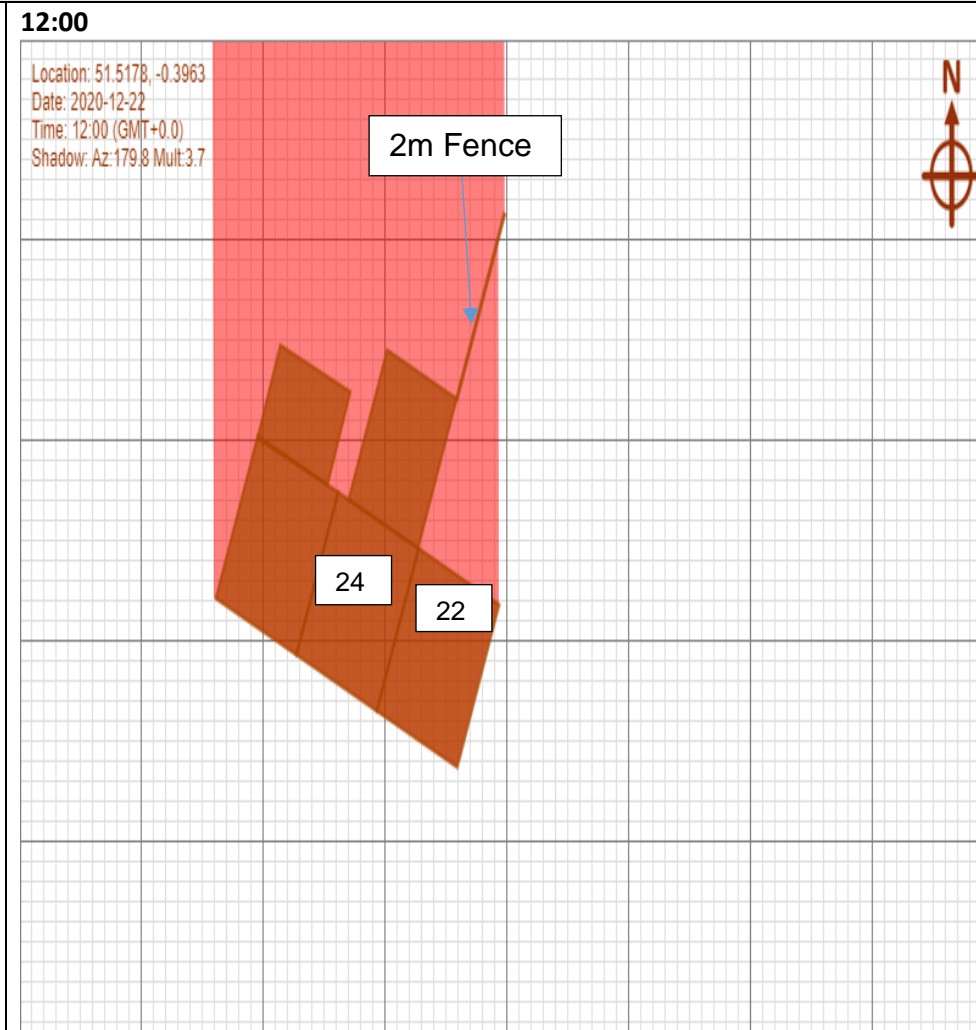 12:00
Location: 51.5178, -0.3963
Date: 2020-12-22
Time: 12:00 (GMT+0.0)
Shadow: Az:179.8 Mult:3.7
N
2m Fence
24
22